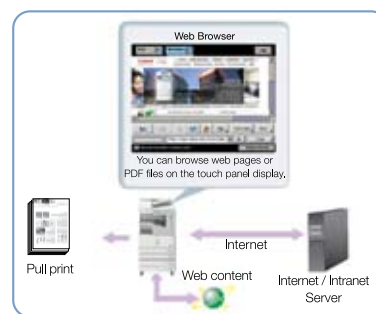 Web Browser
You can browse web pages or
PDF files on the touch panel display.
Pull print
Internet
Web content
Internet / Intranet
Server